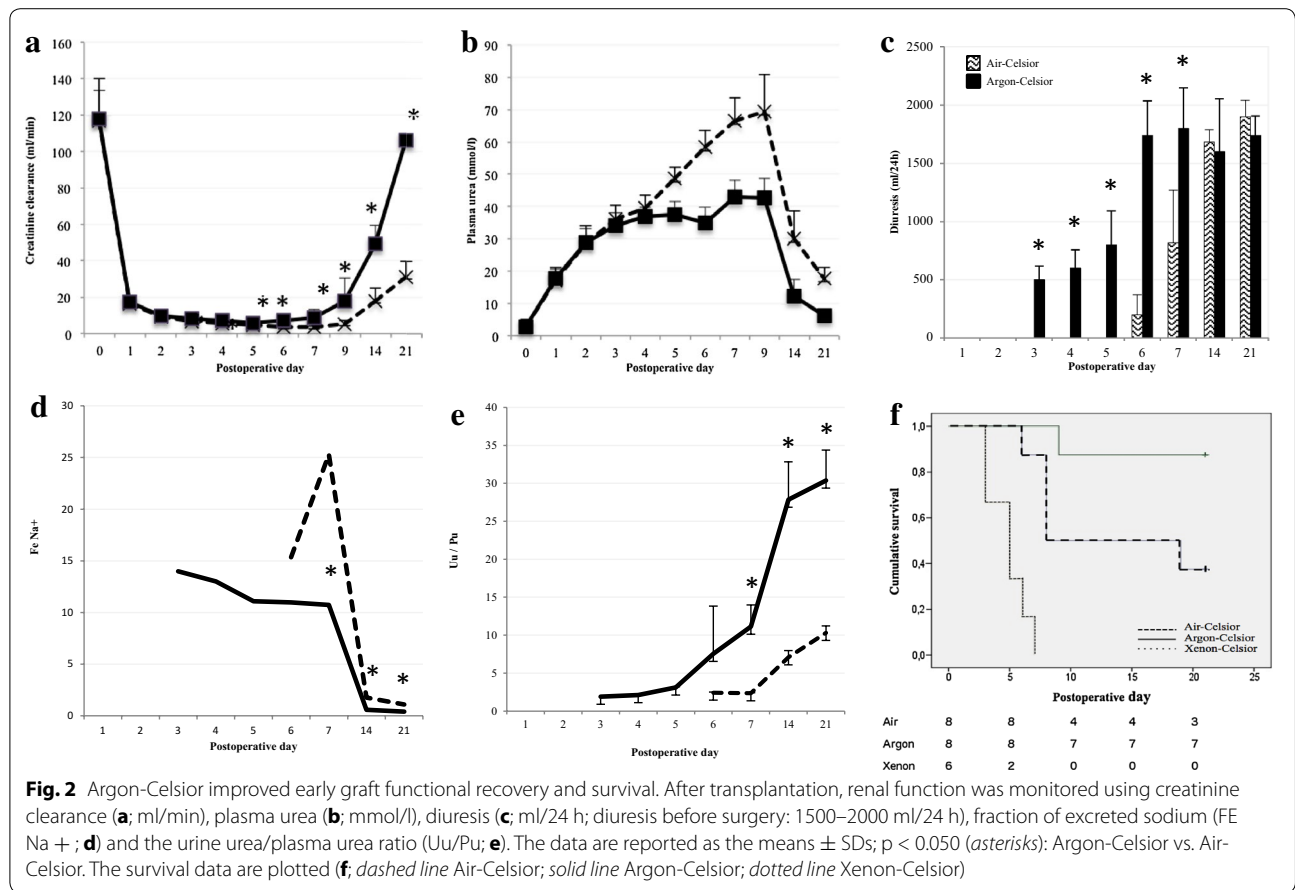 a
160
140
120
100
80
60
40
20
0
Creatinine clearance (ml/min)
* * * * * *
0 1 2 3 4 5 6 7 9 14 21
Postoperative day
b
90
80
70
60
50
40
30
20
10
0
Plasma urea (mmol/l)
0 1 2 3 4 5 6 7 9 14 21
Postoperative day
c
2500
2000
1500
1000
500
0
Diuresis (ml/24h)
Air-Celsior
Argon-Celsior
* * * * *
1 2 3 4 5 6 7 14 21
Postoperative day
d
30
25
20
15
10
5
0
Fe Na+
* * *
1 2 3 4 5 6 7 14 21
Postoperative day
e
40
35
30
25
20
15
10
5
0
Uu / Pu
* * *
1 2 3 4 5 6 7 14 21
Postoperative day
f
1,0
0,8
0,6
0,4
0,2
0,0
Cumulative survival
Air-Celsior
Argon-Celsior
Xenon-Celsior
0 5 10 15 20 25
Postoperative day
Air 8 8 4 4 3
Argon 8 8 7 7 7
Xenon 6 2 0 0 0
Fig. 2 Argon-Celsior improved early graft functional recovery and survival. After transplantation, renal function was monitored using creatinine
clearance (a; ml/min), plasma urea (b; mmol/l), diuresis (c; ml/24 h; diuresis before surgery: 1500–2000 ml/24 h), fraction of excreted sodium (FE
Na + ; d) and the urine urea/plasma urea ratio (Uu/Pu; e). The data are reported as the means ± SDs; p < 0.050 (asterisks): Argon-Celsior vs. Air-
Celsior. The survival data are plotted (f; dashed line Air-Celsior; solid line Argon-Celsior; dotted line Xenon-Celsior)